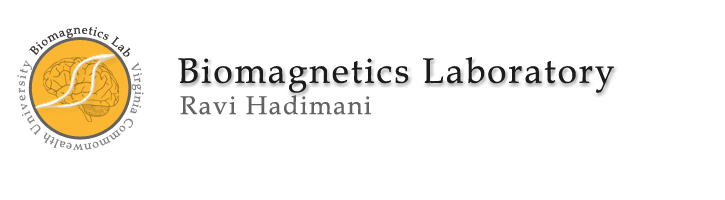 Biomagnetics Lab
Virginia Commonwealth University
Biomagnetics Laboratory
Ravi Hadimani